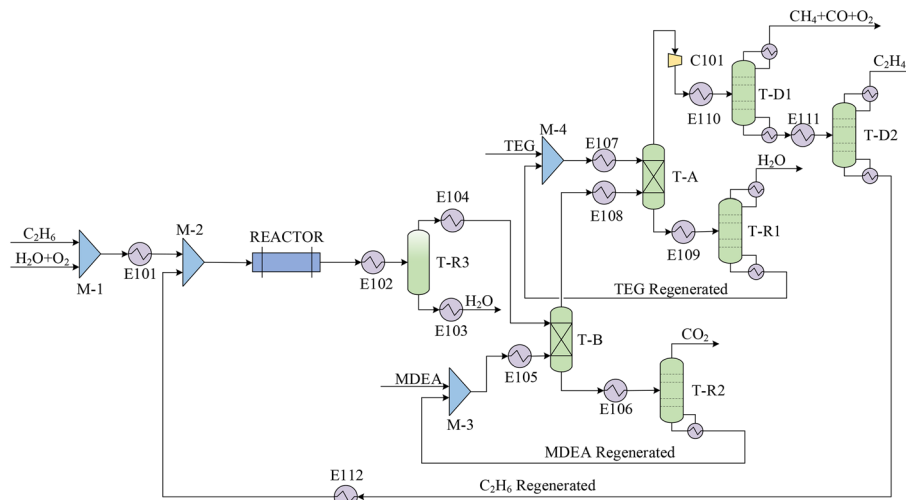 CH₄+CO+O₂
C101
C₂H₄
T-D1
E110
E111
T-D2
M-4
TEG
E107
T-A
E108
H₂O
E104
T-R1
E109
M-2
REACTOR
C₂H₆
H₂O+O₂
E101
M-1
E102
T-R3
TEG Regenerated
H₂O
E103
T-B
CO₂
MDEA
E105
T-R2
E106
M-3
MDEA Regenerated
E112
C₂H₆ Regenerated